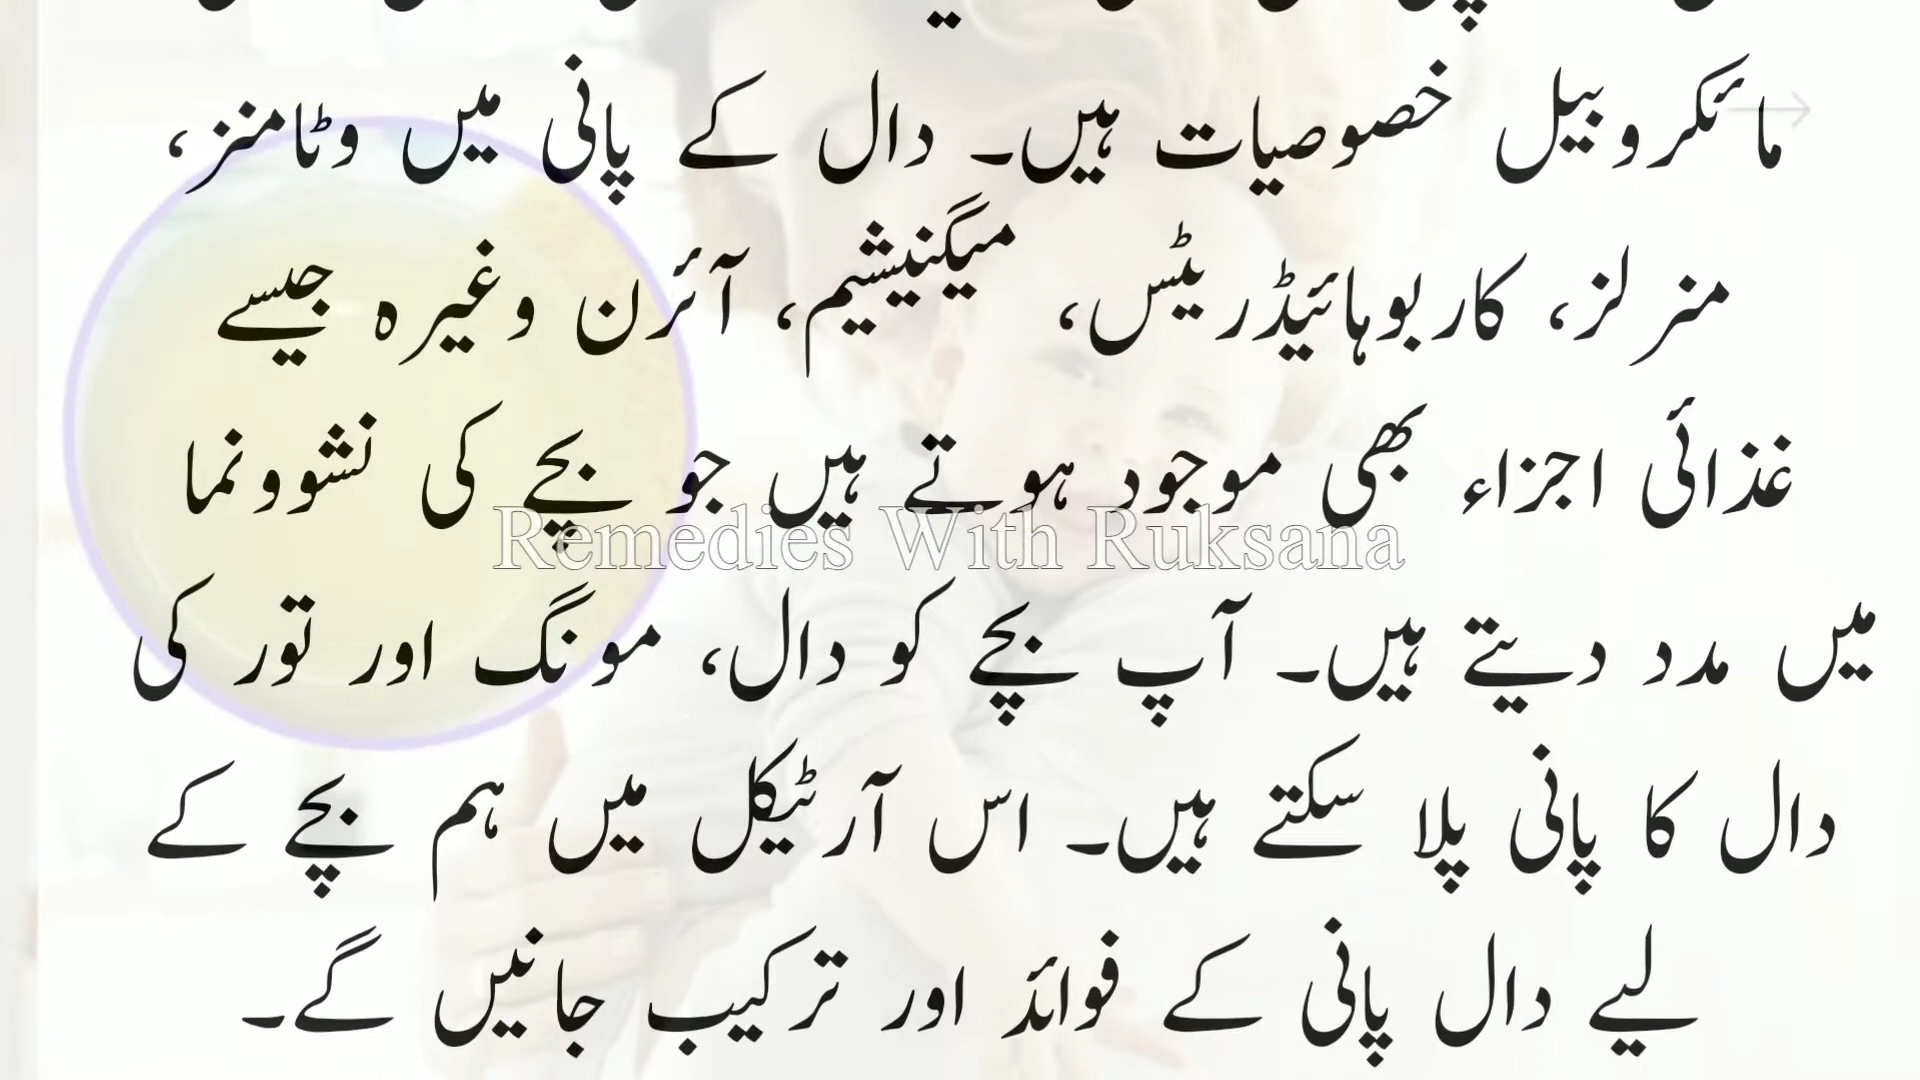 مائکروبیل خصوصیات ہیں۔ دال کے پانی میں وٹامنز،
منرلز، کاربوہائیڈریٹس، میگنیشیم، آئرن وغیرہ جیسے
غذائی اجزاء بھی موجود ہوتے ہیں جو بچے کی نشوونما
Remedies With Ruksana
میں مدد دیتے ہیں۔ آپ بچے کو دال، مونگ اور تور کی
دال کا پانی پلا سکتے ہیں۔ اس آرٹیکل میں ہم بچے کے
لیے دال پانی کے فوائد اور ترکیب جانیں گے۔